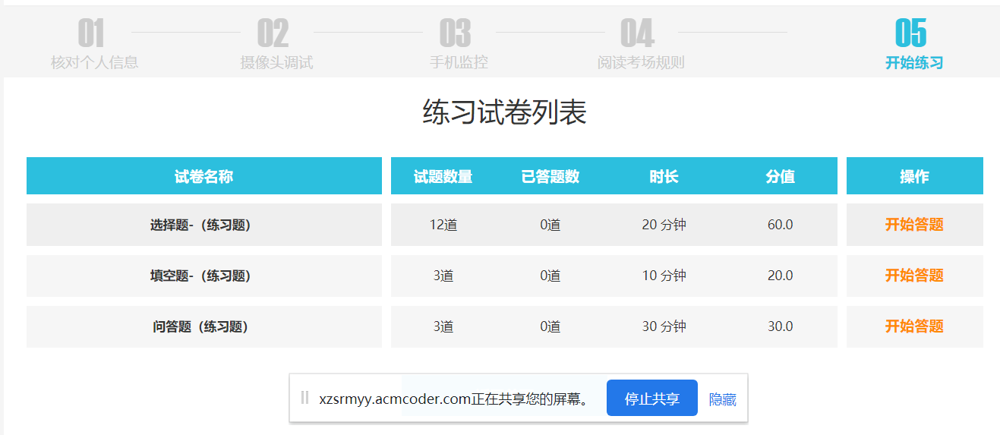 01 02 03 04 05
核对个人信息 摄像头调试 手机监控 阅读考场规则 开始练习
练习试卷列表
试卷名称 试题数量 已答题数 时长 分值 操作
选择题-（练习题） 12道 0道 20 分钟 60.0 开始答题
填空题-（练习题） 3道 0道 10 分钟 20.0 开始答题
问答题（练习题） 3道 0道 30 分钟 30.0 开始答题
xzsrmyy.acmcoder.com正在共享您的屏幕。 停止共享 隐藏